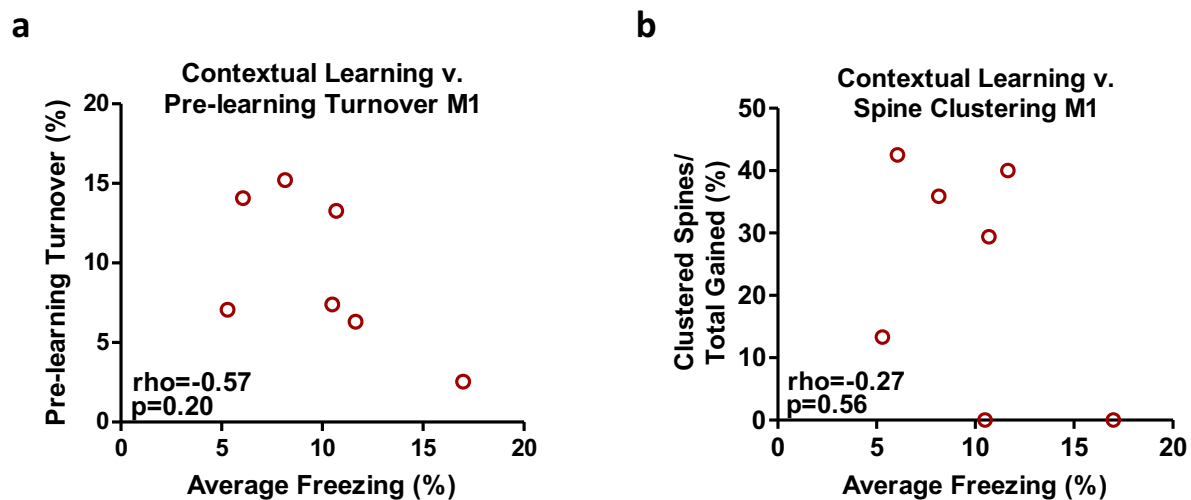 a
Contextual Learning v.
Pre-learning Turnover M1
Pre-learning Turnover (%)
20
15
10
5
0
rho=-0.57
p=0.20
0 5 10 15 20
Average Freezing (%)
b
Contextual Learning v.
Spine Clustering M1
Clustered Spines/
Total Gained (%)
50
40
30
20
10
0
rho=-0.27
p=0.56
0 5 10 15 20
Average Freezing (%)